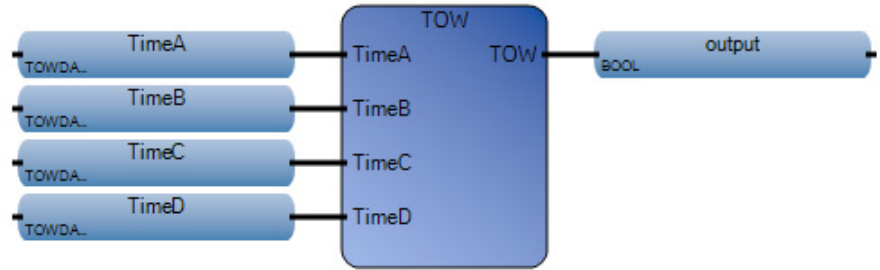 TOW
TimeA
TOWDA...
TimeA
TOW
output
BOOL
TimeB
TOWDA...
TimeB
TimeC
TOWDA...
TimeC
TimeD
TOWDA...
TimeD